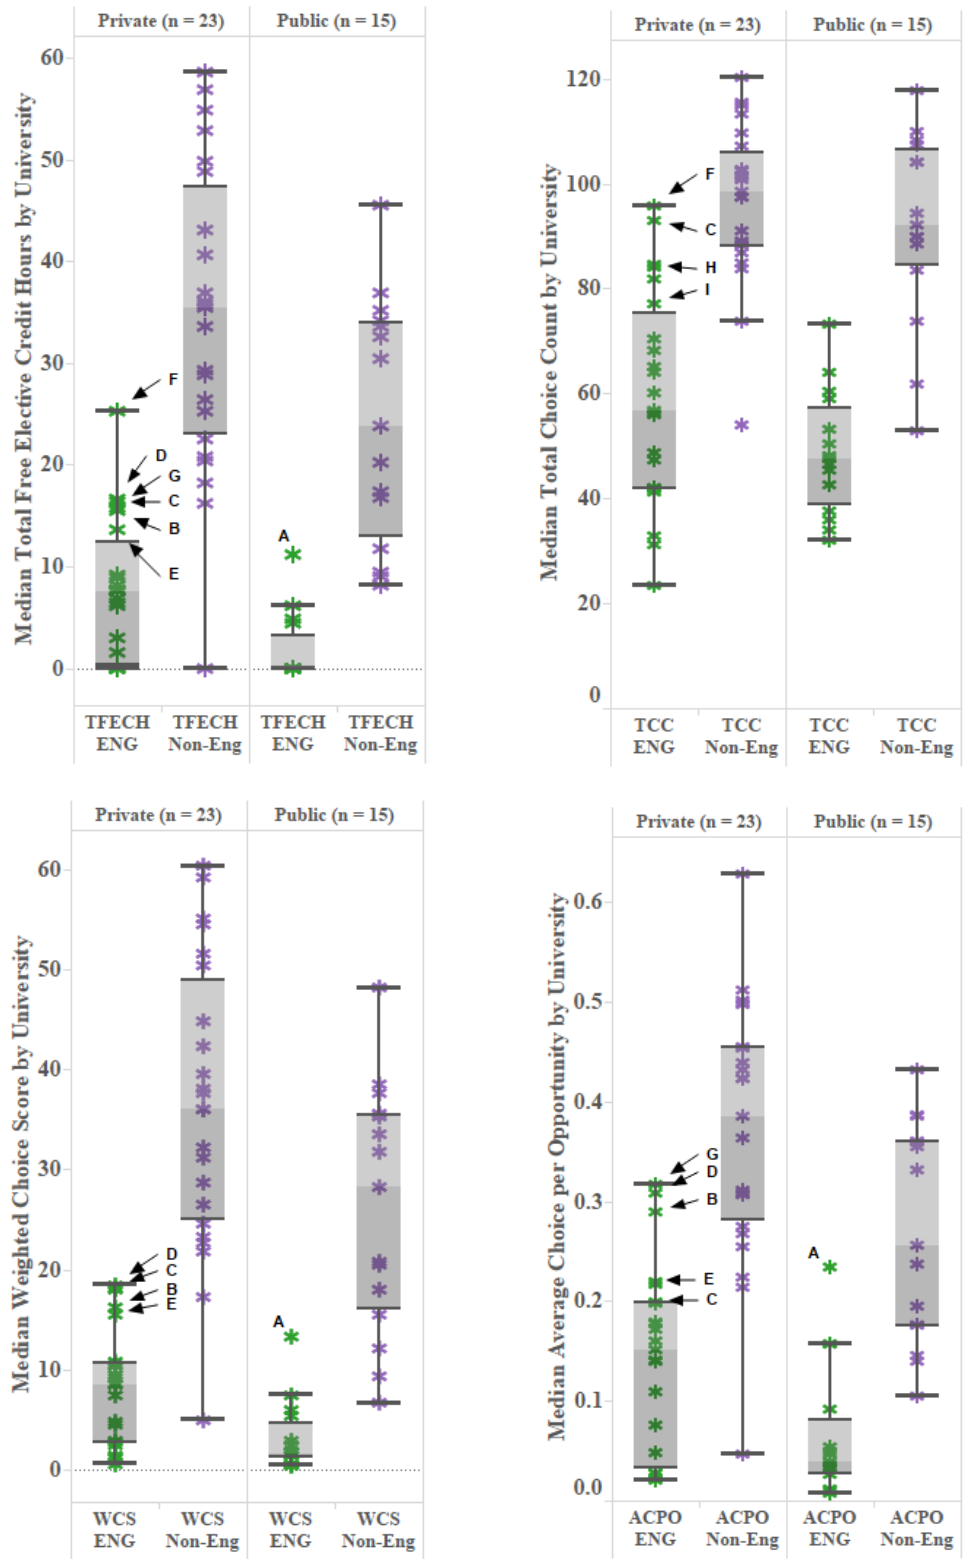 Private (n = 23) Public (n = 15)
Median Total Free Elective Credit Hours by University
60
50
40
30
20
10
0
F
D
G
C
B
E
A
TFECH TFECH TFECH TFECH
ENG Non-Eng ENG Non-Eng
Private (n = 23) Public (n = 15)
Median Total Choice Count by University
120
100
80
60
40
20
0
F
C
H
I
TCC TCC TCC TCC
ENG Non-Eng ENG Non-Eng
Private (n = 23) Public (n = 15)
Median Weighted Choice Score by University
60
50
40
30
20
10
0
D
C
B
E
A
WCS WCS WCS WCS
ENG Non-Eng ENG Non-Eng
Private (n = 23) Public (n = 15)
Median Average Choice per Opportunity by University
0.6
0.5
0.4
0.3
0.2
0.1
0.0
G
D
B
E
C
A
ACPO ACPO ACPO ACPO
ENG Non-Eng ENG Non-Eng